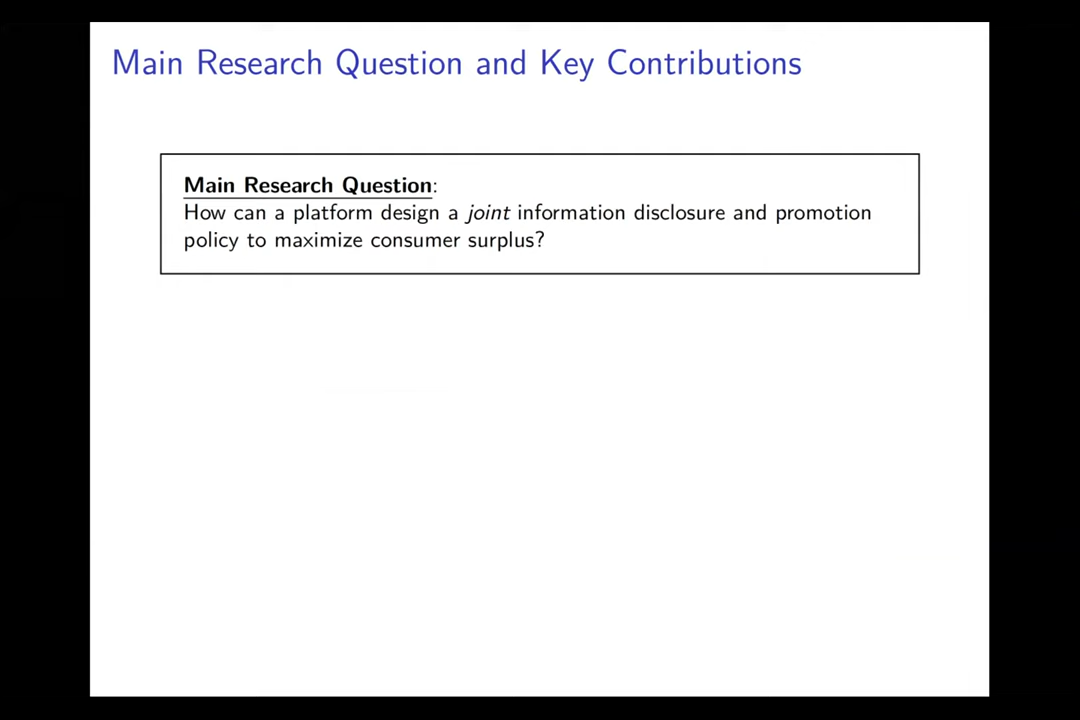 Main Research Question and Key Contributions
Main Research Question:
How can a platform design a joint information disclosure and promotion
policy to maximize consumer surplus?